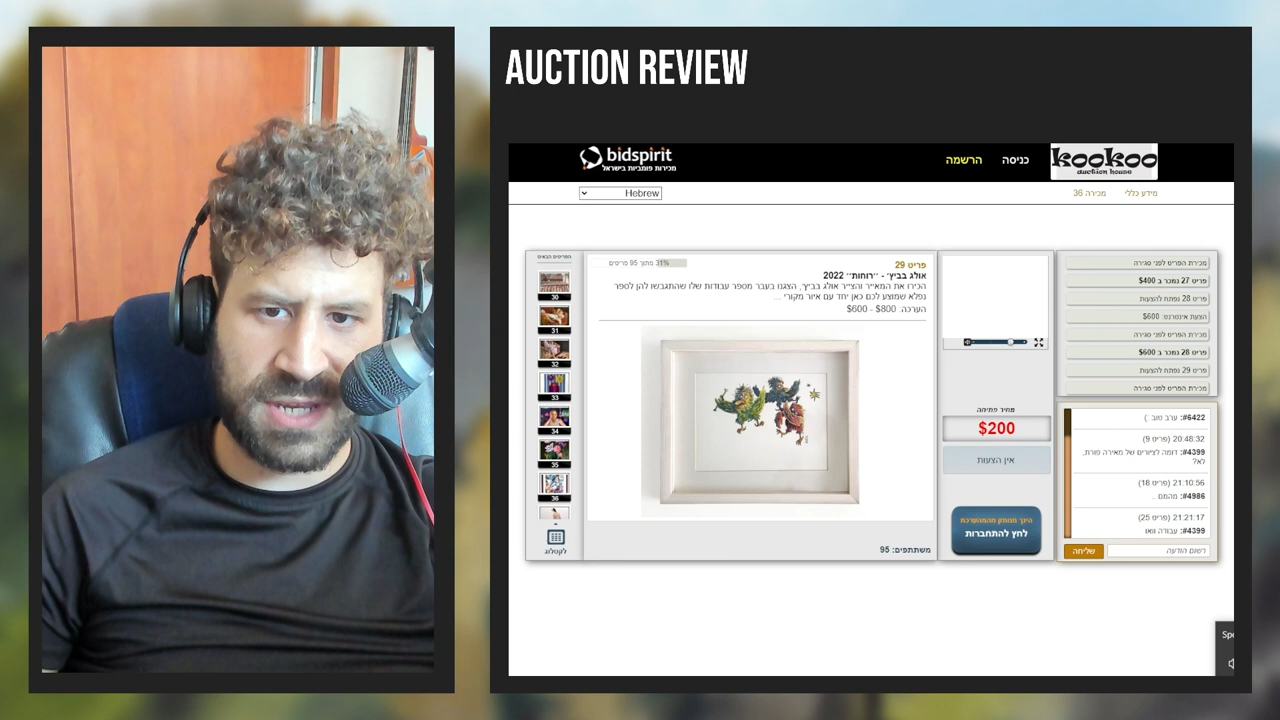 AUCTION REVIEW
bidspirit
מכירות פומביות בישראל
הרשמה
כניסה
kookoo
auction house
Hebrew
מידע כללי
מכירה 36
הפריטים הבאים
30
31
32
33
34
35
36
לקטלוג
31% מתוך 95 פריטים
פריט 29
אולג בביץ' - ״רוחות״ 2022
הכירו את המאייר והצייר אולג בביץ', הצגנו בעבר מספר עבודות שלו שהתגבשו להן לספר
נפלא שמוצע לכם כאן יחד עם איור מקורי ...
הערכה: $600 - $800
משתתפים: 95
מחיר פתיחה
$200
אין הצעות
הינך מנותק מהמערכת
לחץ להתחברות
מכירת הפריט לפני סגירה
פריט 27 נמכר ב $400
פריט 28 נפתח להצעות
הצעת אינטרנט: $600
מכירת הפריט לפני סגירה
פריט 28 נמכר ב $600
פריט 29 נפתח להצעות
מכירת הפריט לפני סגירה
#6422: ערב טוב :)
20:48:32 (פריט 9)
#4399: דומה לציורים של מאירה פורת,
לא?
21:10:56 (פריט 18)
#4986: מהמם ..
21:21:17 (פריט 25)
#4399: עבודה וואו
רשום הודעה
שליחה